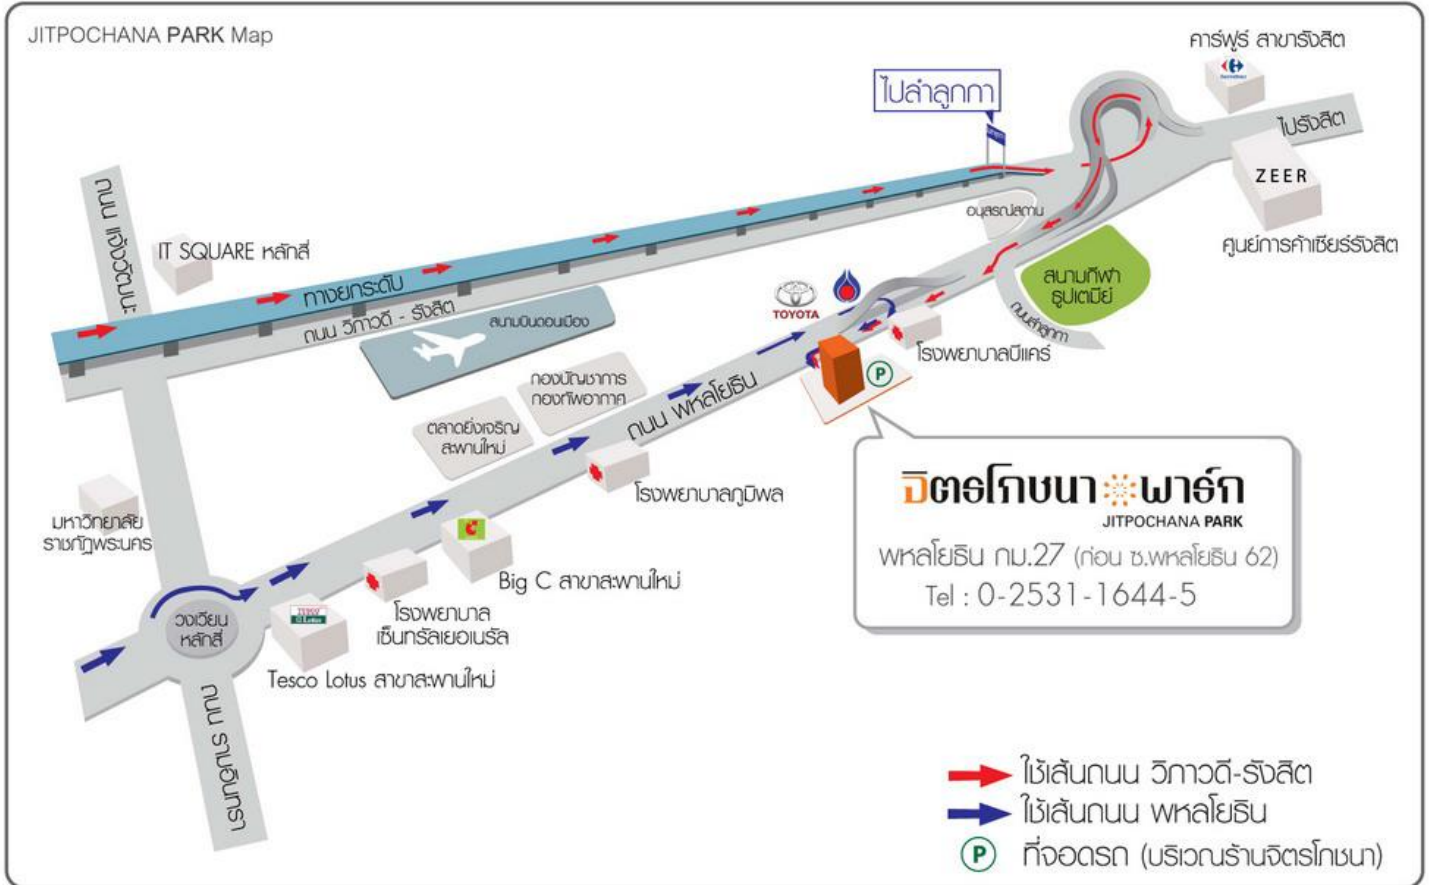 JITPOCHANA PARK Map
คาร์ฟูร์ สาขารังสิต
ไปลำลูกกา
ไปรังสิต
ZEER
ศูนย์การค้าเซียร์รังสิต
อนุสรณ์สถาน
สนามกีฬา
ธูปเตมีย์
ถนนลำลูกกา
ถนน แจ้งวัฒนะ
IT SQUARE หลักสี่
ทางยกระดับ
ถนน วิภาวดี - รังสิต
สนามบินดอนเมือง
TOYOTA
โรงพยาบาลบีแคร์
P
กองบัญชาการ
กองทัพอากาศ
ตลาดยิ่งเจริญ
สะพานใหม่
ถนน พหลโยธิน
โรงพยาบาลภูมิพล
มหาวิทยาลัย
ราชภัฏพระนคร
Big C สาขาสะพานใหม่
โรงพยาบาล
เซ็นทรัลเยอเนรัล
วงเวียน
หลักสี่
TESCO
Lotus
Tesco Lotus สาขาสะพานใหม่
ถนน รามอินทรา
จิตรโภชนา พาร์ก
JITPOCHANA PARK
พหลโยธิน กม.27 (ก่อน ซ.พหลโยธิน 62)
Tel : 0-2531-1644-5
ใช้เส้นถนน วิภาวดี-รังสิต
ใช้เส้นถนน พหลโยธิน
P ที่จอดรถ (บริเวณร้านจิตรโภชนา)